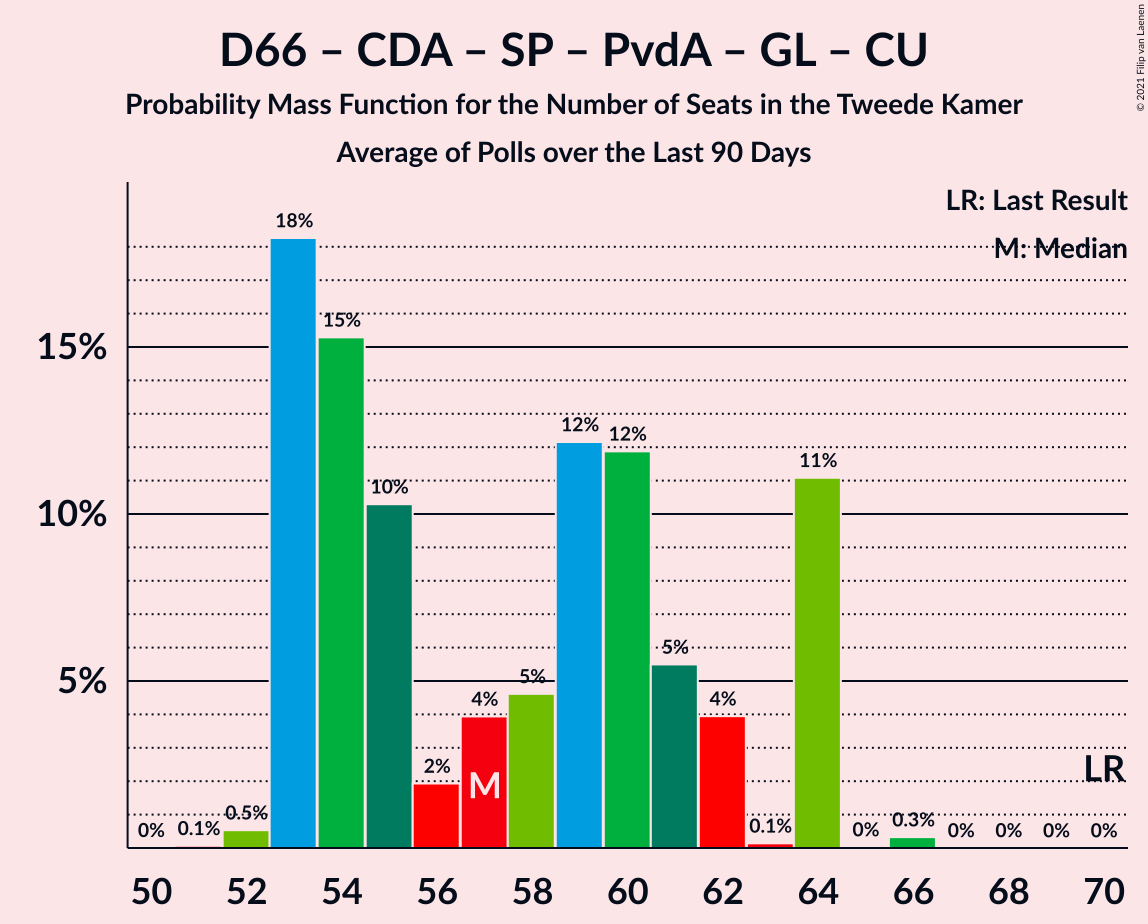 D66 – CDA – SP – PvdA – GL – CU
Probability Mass Function for the Number of Seats in the Tweede Kamer
Average of Polls over the Last 90 Days
© 2021 Filip van Laenen
LR: Last Result
M: Median
15%
10%
5%
0%
0.1%
0.5%
18%
15%
10%
2%
4%
5%
12%
12%
5%
4%
0.1%
11%
0%
0.3%
0%
0%
0%
0%
M
LR
50 52 54 56 58 60 62 64 66 68 70